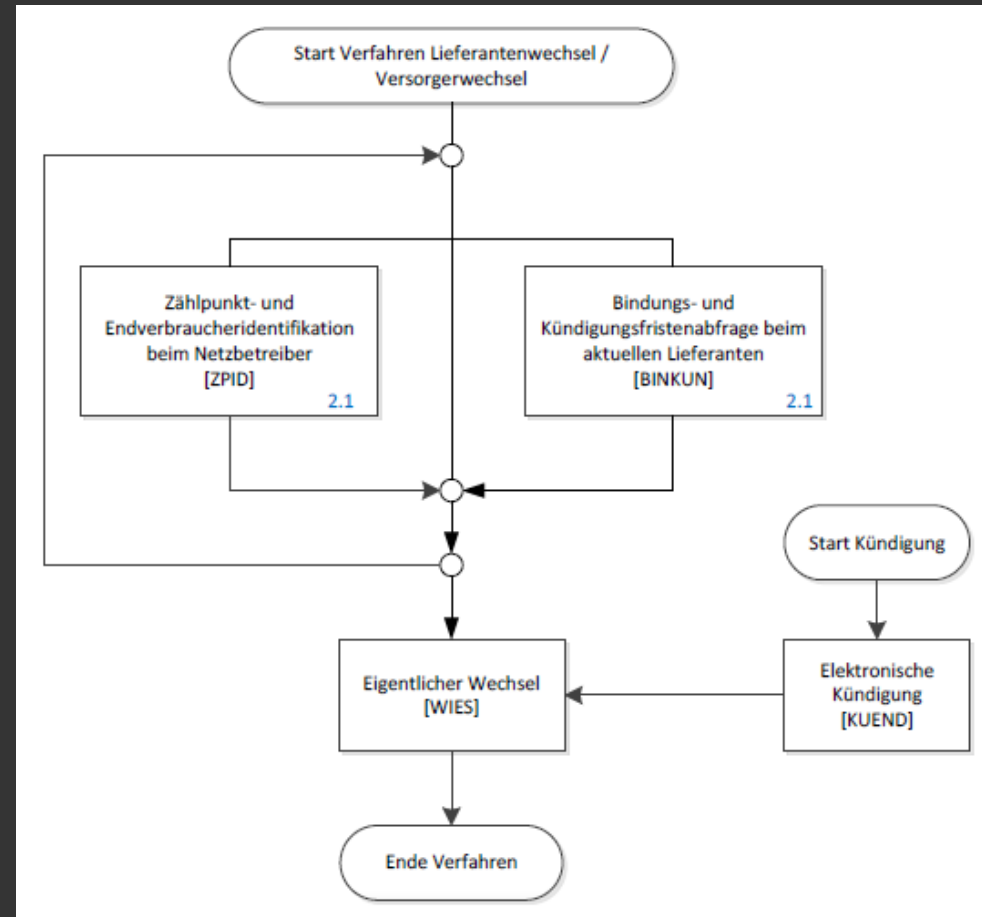 Start Verfahren Lieferantenwechsel /
Versorgerwechsel
Zählpunkt- und
Endverbraucheridentifikation
beim Netzbetreiber
[ZPID]
2.1
Bindungs- und
Kündigungsfristenabfrage beim
aktuellen Lieferanten
[BINKUN]
2.1
Start Kündigung
Eigentlicher Wechsel
[WIES]
Elektronische
Kündigung
[KUEND]
Ende Verfahren